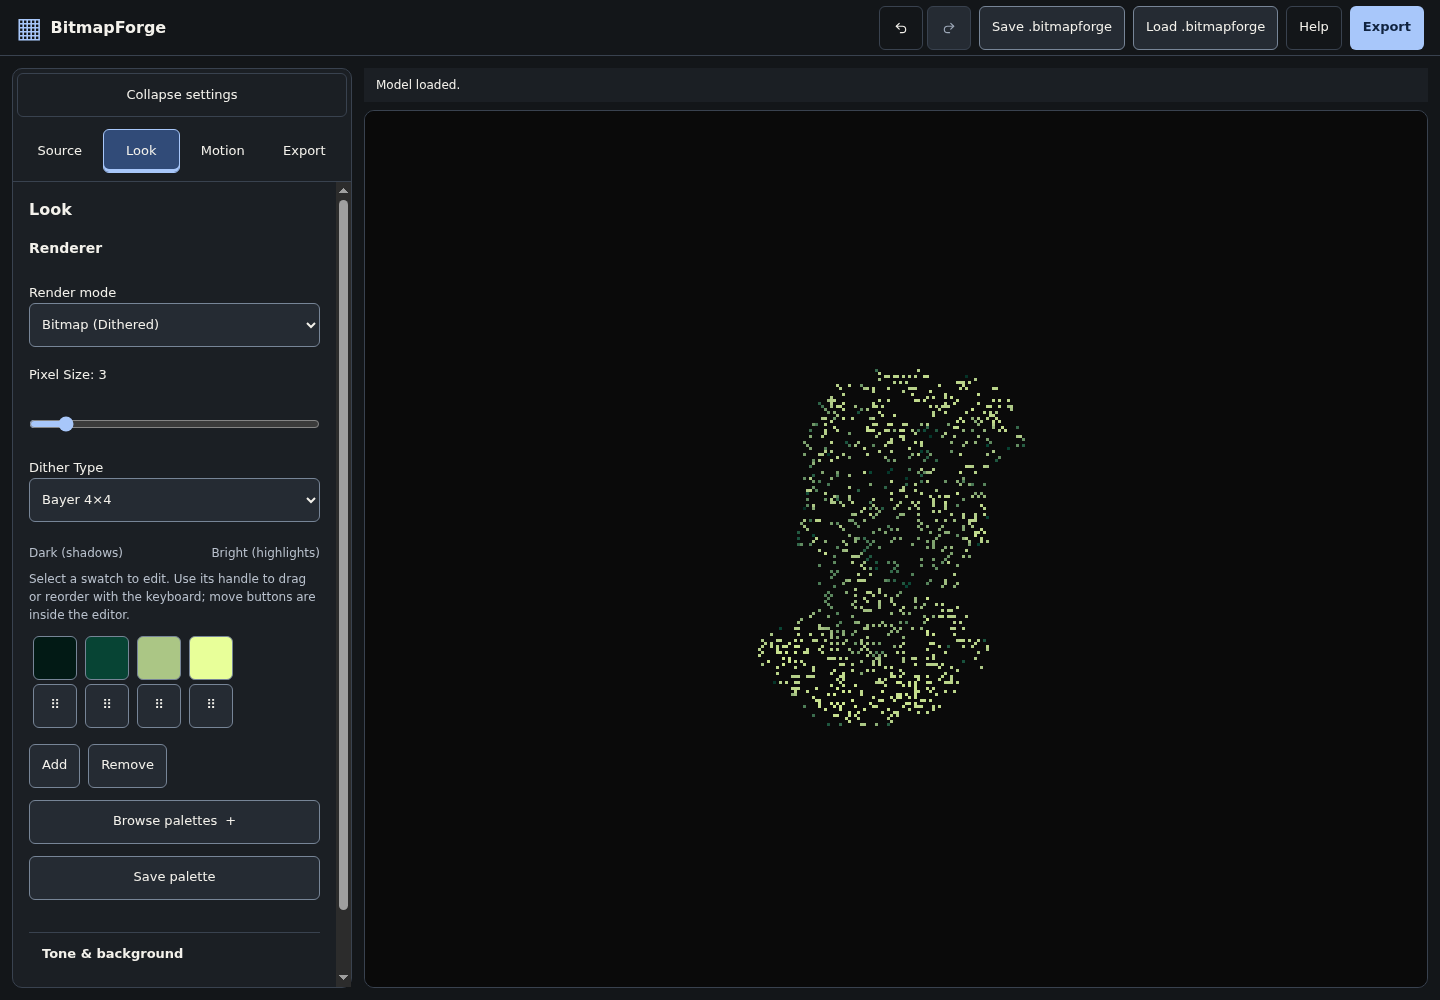 BitmapForge
Save .bitmapforge
Load .bitmapforge
Help
Export
Collapse settings
Model loaded.
Source
Look
Motion
Export
Look
Renderer
Render mode
Bitmap (Dithered)
Pixel Size: 3
Dither Type
Bayer 4×4
Dark (shadows)
Bright (highlights)
Select a swatch to edit. Use its handle to drag
or reorder with the keyboard; move buttons are
inside the editor.
Add
Remove
Browse palettes +
Save palette
Tone & background